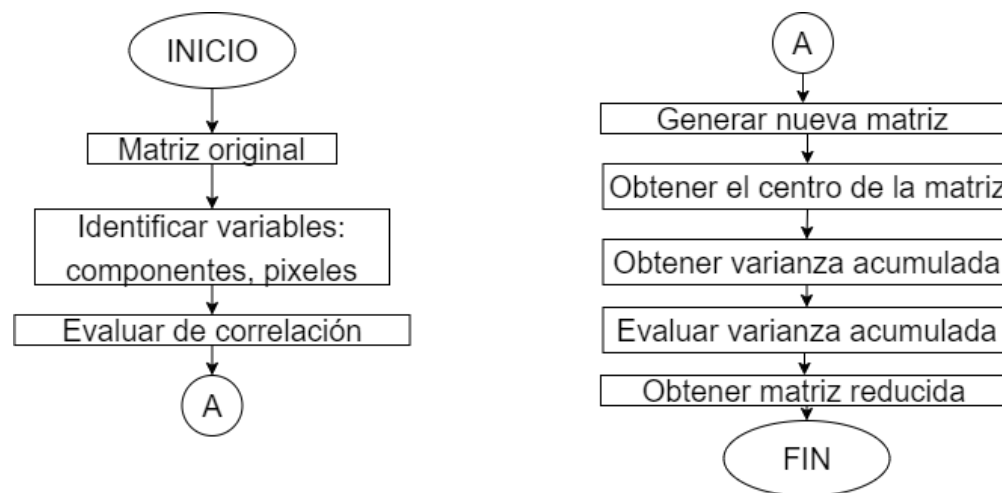 INICIO
Matriz original
Identificar variables:
componentes, pixeles
Evaluar de correlación
A
A
Generar nueva matriz
Obtener el centro de la matriz
Obtener varianza acumulada
Evaluar varianza acumulada
Obtener matriz reducida
FIN